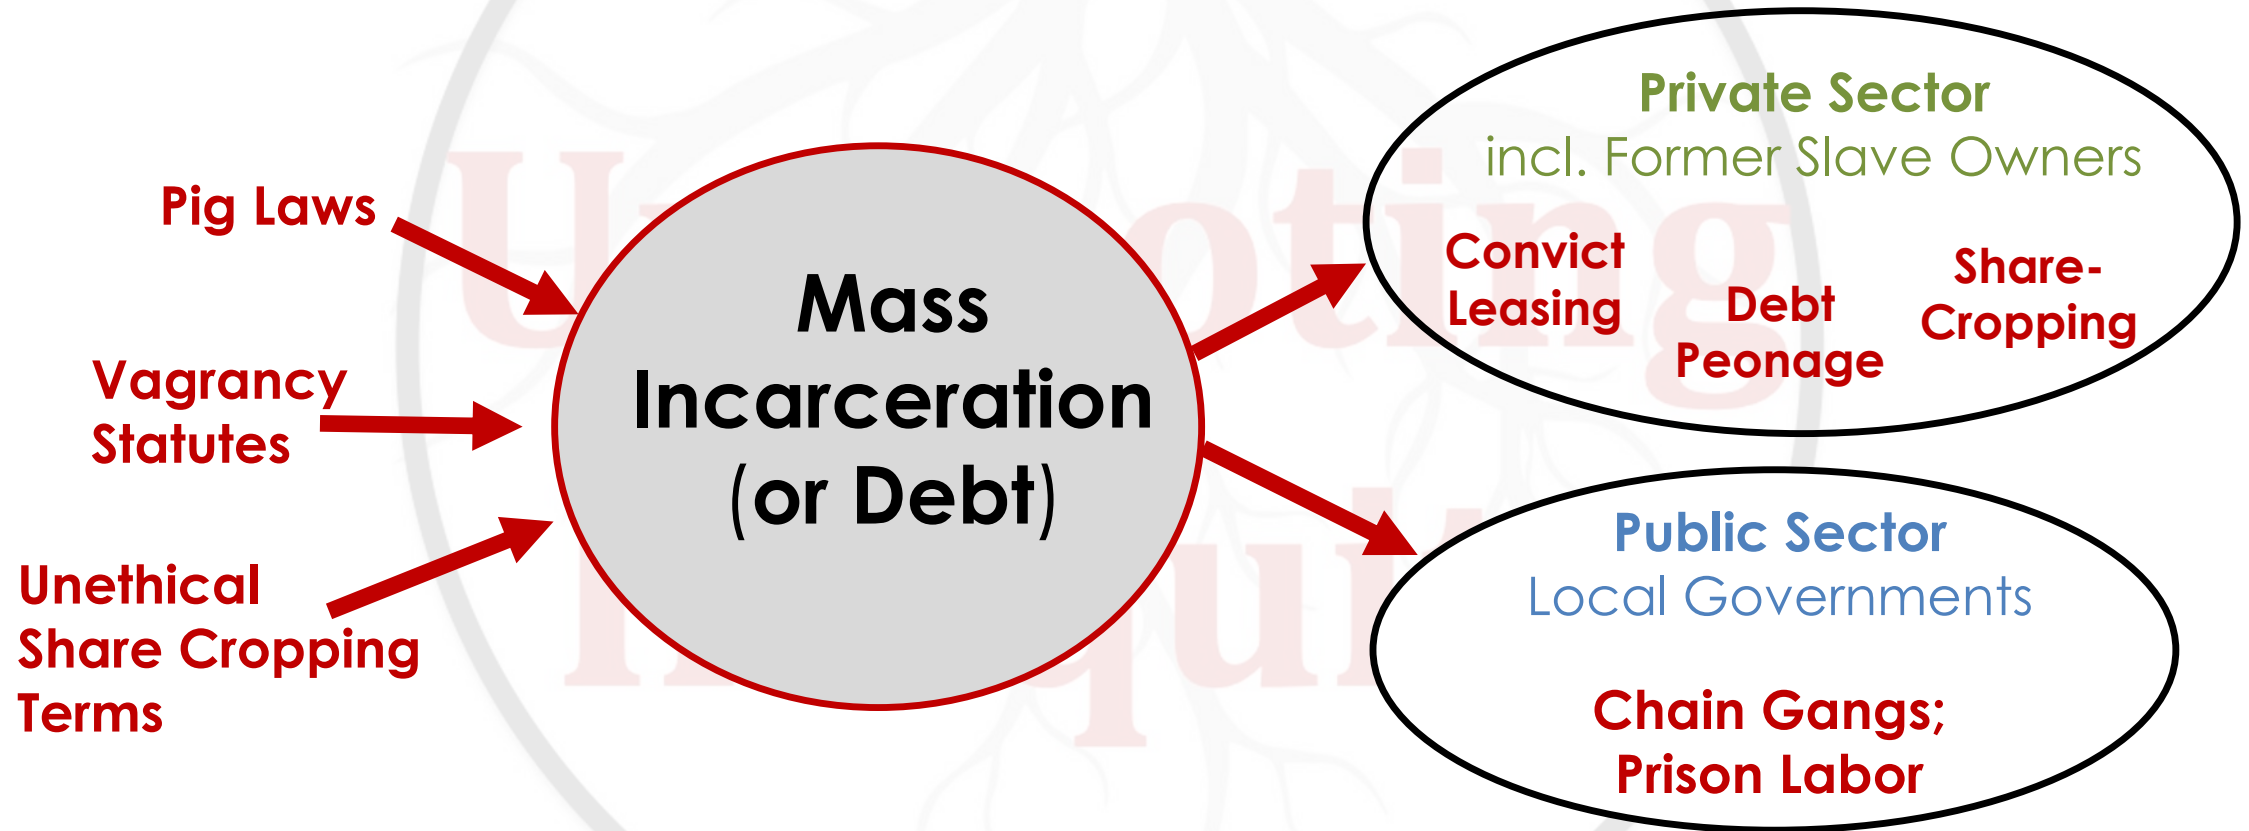 Pig Laws
Vagrancy
Statutes
Unethical
Share Cropping
Terms
Mass
Incarceration
(or Debt)
Private Sector
incl. Former Slave Owners
Convict
Leasing
Debt
Peonage
Share-
Cropping
Public Sector
Local Governments
Chain Gangs;
Prison Labor